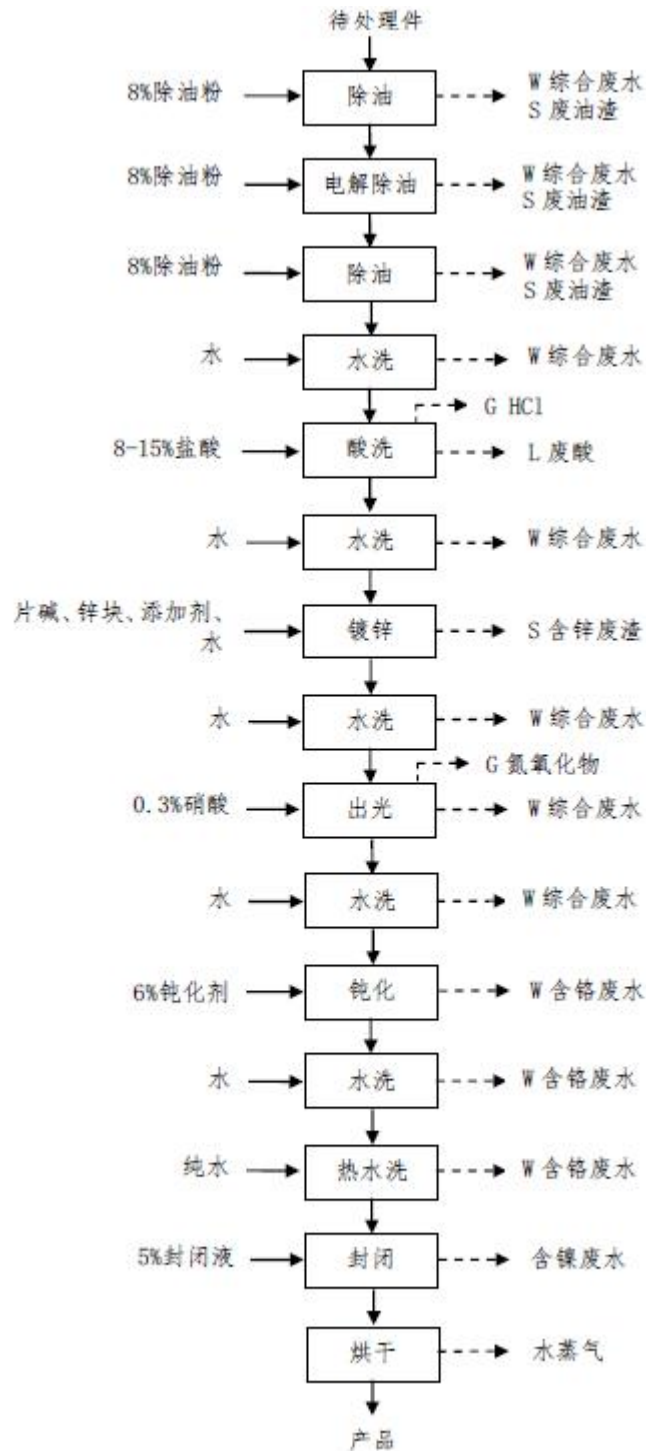 待处理件
8%除油粉
除油
W综合废水
S废油渣
8%除油粉
电解除油
W综合废水
S废油渣
8%除油粉
除油
W综合废水
S废油渣
水
水洗
W综合废水
G HCl
8-15%盐酸
酸洗
L废酸
水
水洗
W综合废水
片碱、锌块、添加剂、
水
镀锌
S含锌废渣
水
水洗
W综合废水
G氮氧化物
0.3%硝酸
出光
W综合废水
水
水洗
W综合废水
6%钝化剂
钝化
W含铬废水
水
水洗
W含铬废水
纯水
热水洗
W含铬废水
5%封闭液
封闭
含镍废水
烘干
水蒸气
产品